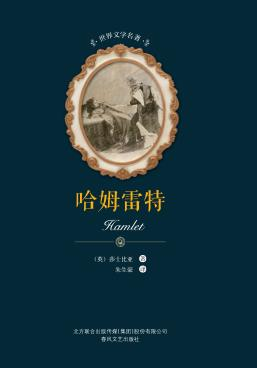 世界文学名著
哈姆雷特
Hamlet
（英）莎士比亚 著
朱生豪 译
北方联合出版传媒（集团）股份有限公司
春风文艺出版社